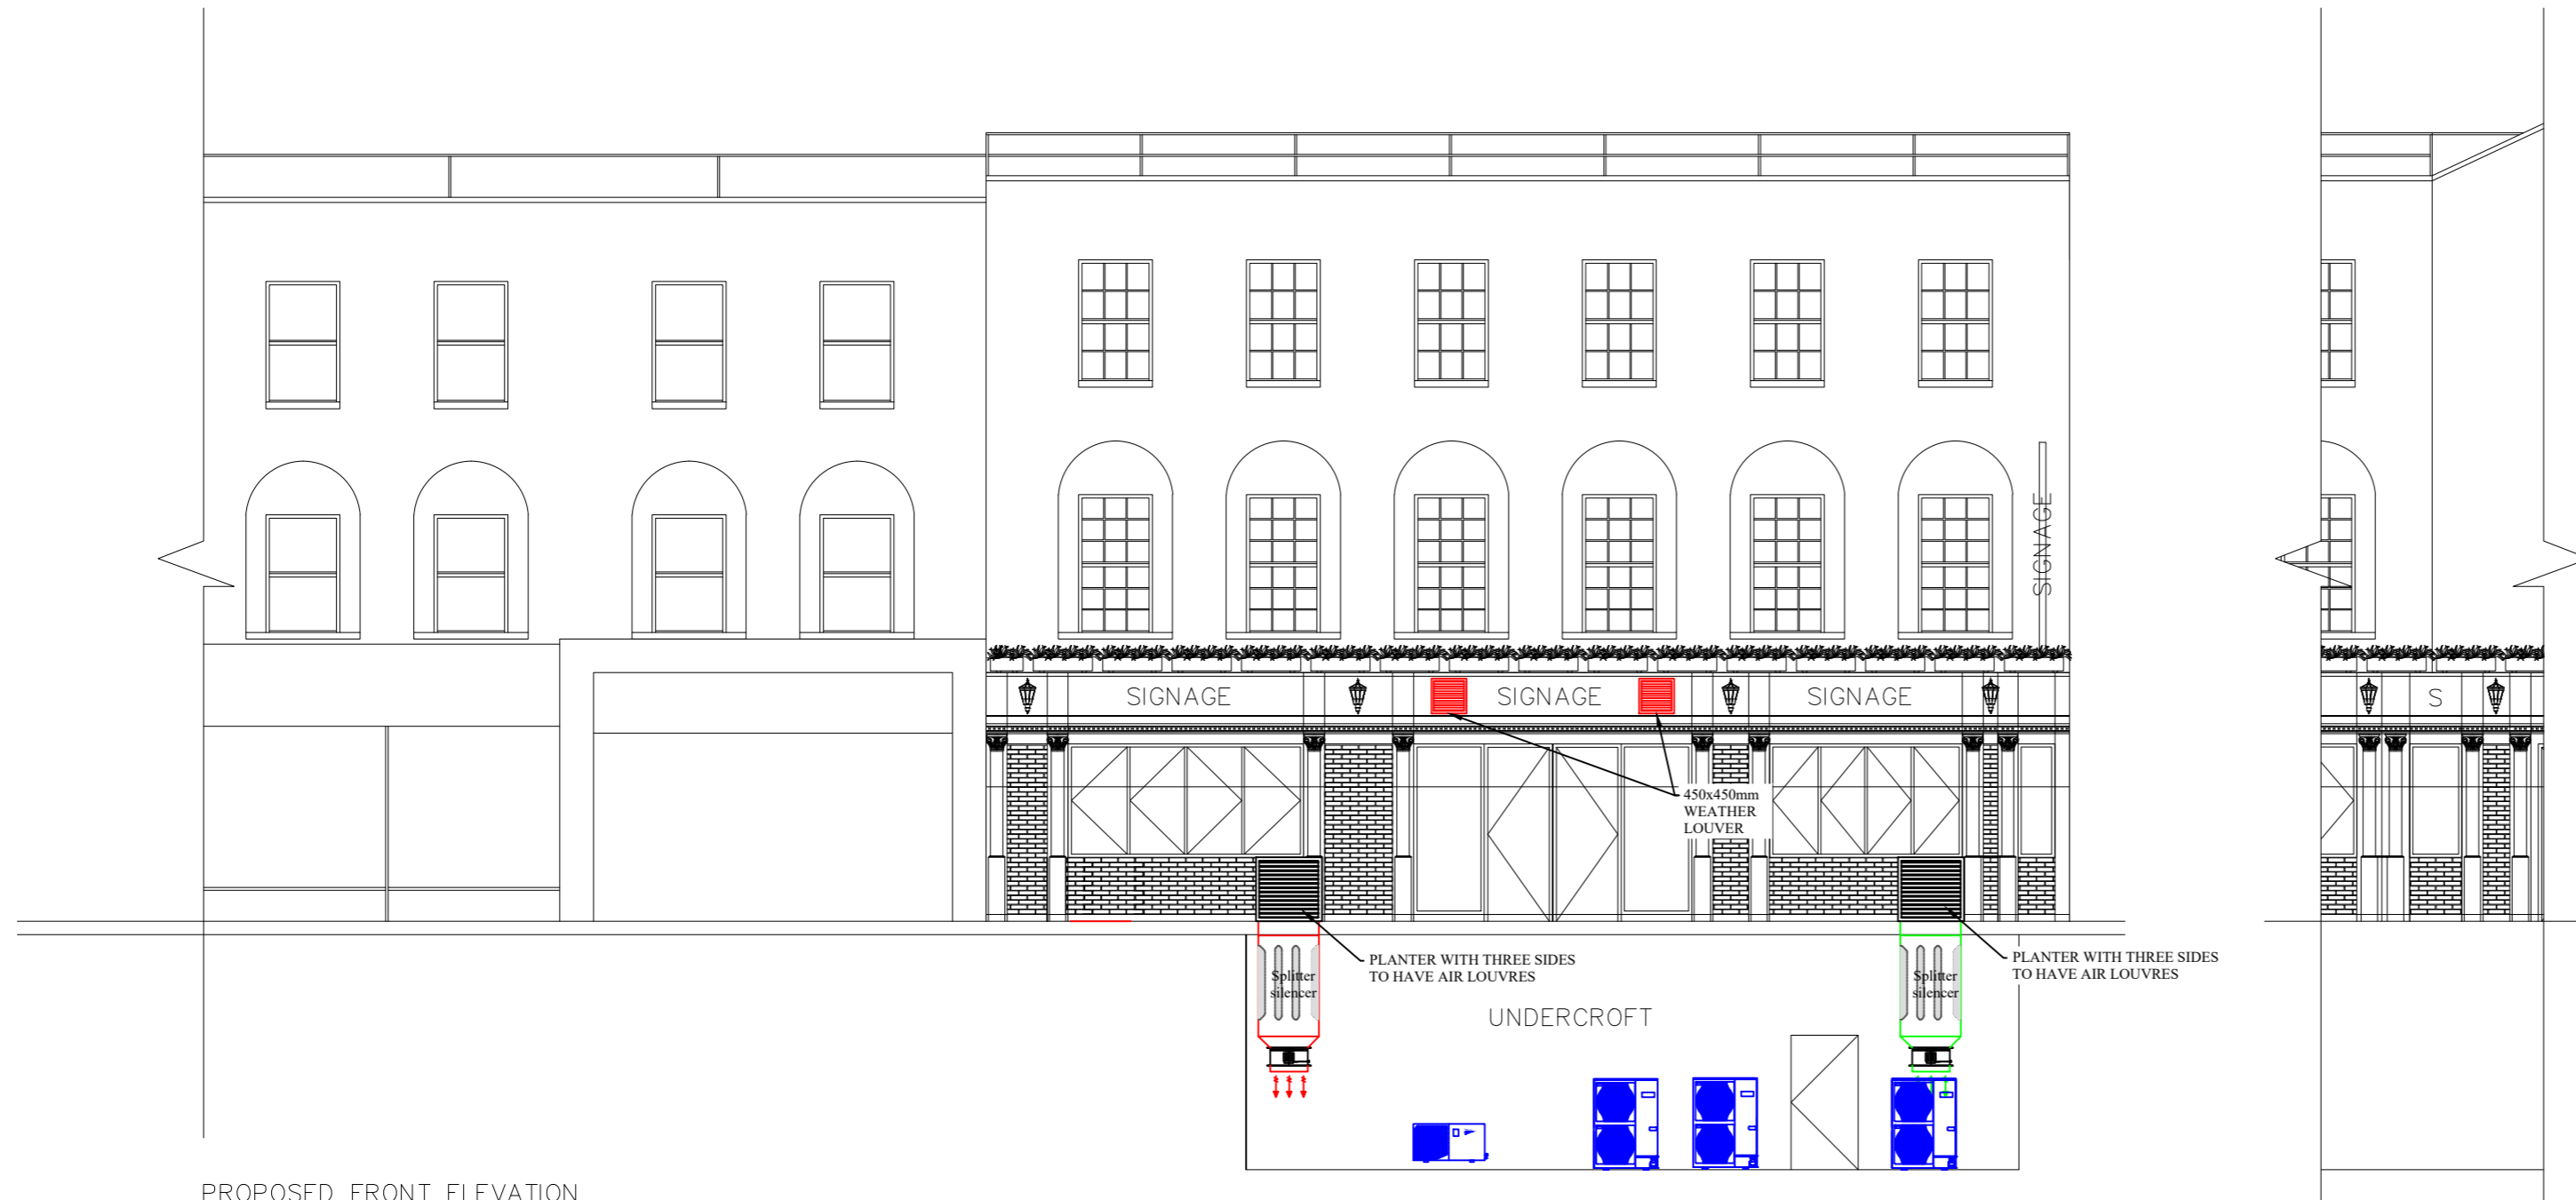 SIGNAGE
SIGNAGE
SIGNAGE
SIGNAGE
S
450x450mm
WEATHER
LOUVER
PLANTER WITH THREE SIDES
TO HAVE AIR LOUVRES
PLANTER WITH THREE SIDES
TO HAVE AIR LOUVRES
Splitter
silencer
Splitter
silencer
UNDERCROFT
PROPOSED FRONT ELEVATION